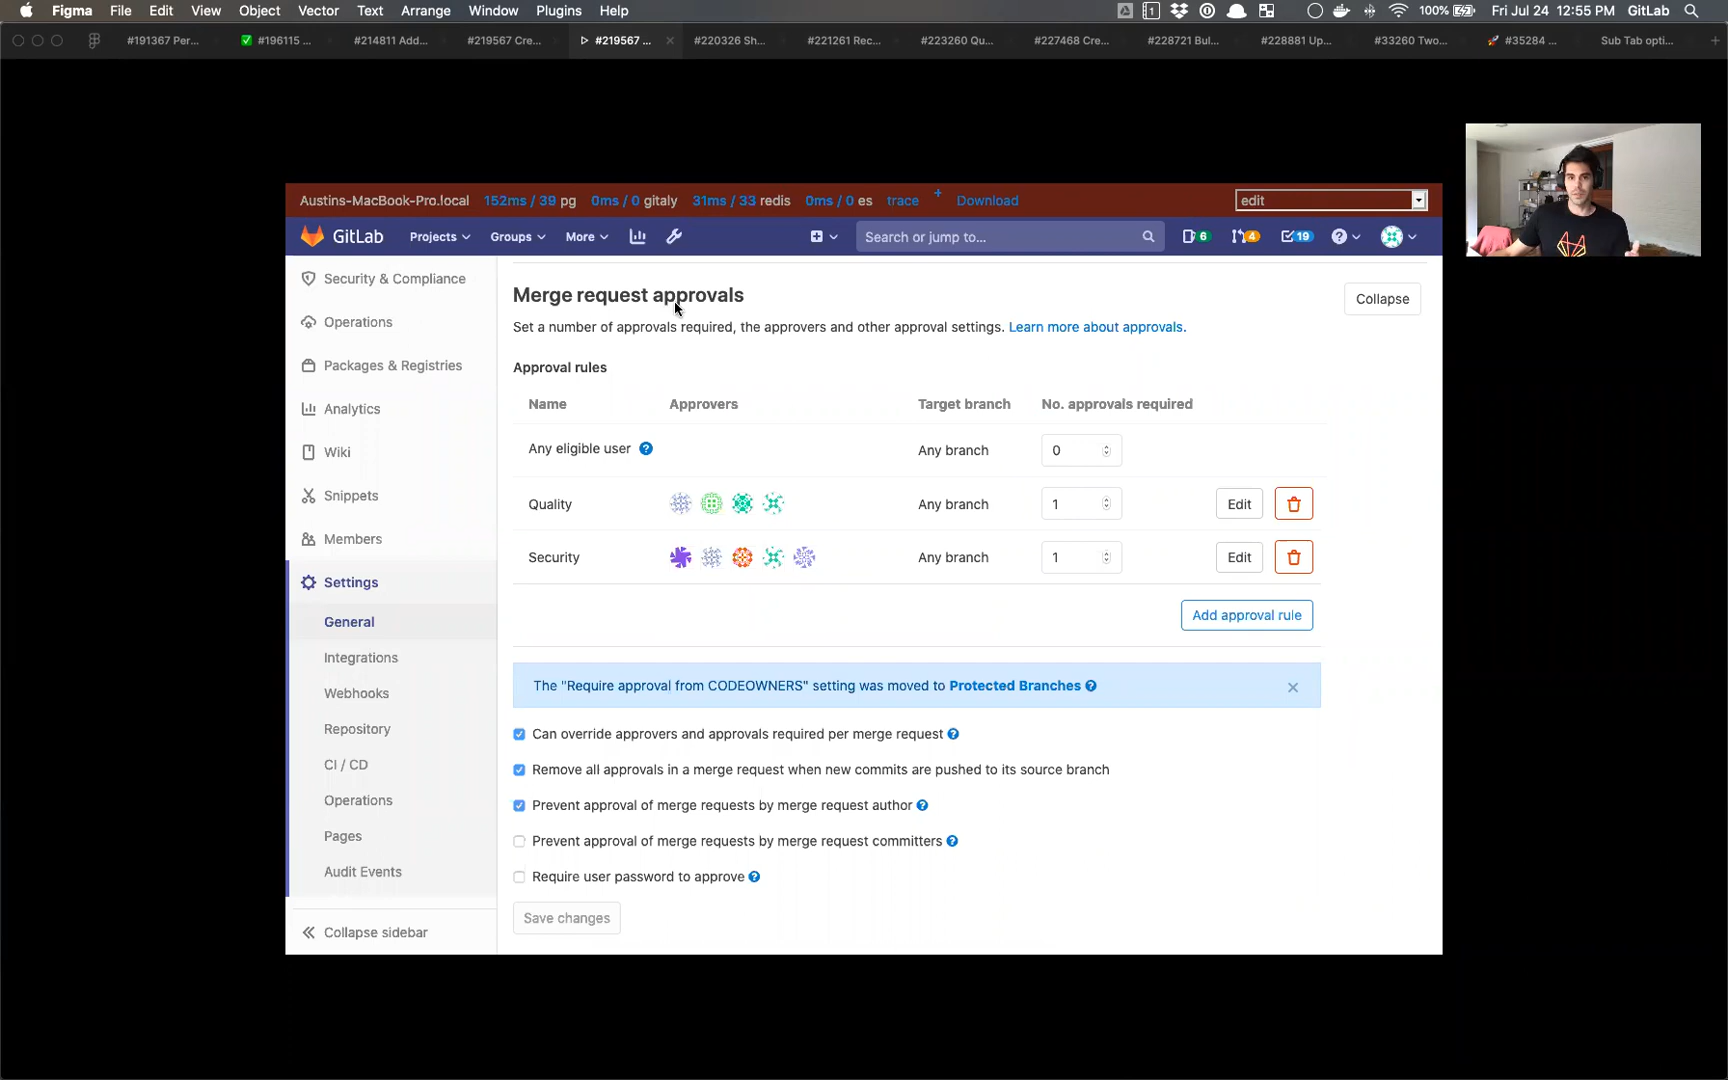 Figma File Edit View Object Vector Text Arrange Window Plugins Help 100% Fri Jul 24 12:55 PM GitLab
#191367 Per... #196115 ... #214811 Add... #219567 Cre... #219567 ... #220326 Sh... #221261 Rec... #223260 Qu... #227468 Cre... #228721 Bul... #228881 Up... #33260 Two... #35284 ... Sub Tab opti...
Austins-MacBook-Pro.local 152ms / 39 pg 0ms / 0 gitaly 31ms / 33 redis 0ms / 0 es trace + Download edit
GitLab Projects Groups More Search or jump to... 6 4 19
Security & Compliance
Operations
Packages & Registries
Analytics
Wiki
Snippets
Members
Settings
General
Integrations
Webhooks
Repository
CI / CD
Operations
Pages
Audit Events
Collapse sidebar
Merge request approvals
Collapse
Set a number of approvals required, the approvers and other approval settings. Learn more about approvals.
Approval rules
Name Approvers Target branch No. approvals required
Any eligible user ? Any branch 0
Quality Any branch 1 Edit
Security Any branch 1 Edit
Add approval rule
The "Require approval from CODEOWNERS" setting was moved to Protected Branches ?
Can override approvers and approvals required per merge request ?
Remove all approvals in a merge request when new commits are pushed to its source branch
Prevent approval of merge requests by merge request author ?
Prevent approval of merge requests by merge request committers ?
Require user password to approve ?
Save changes